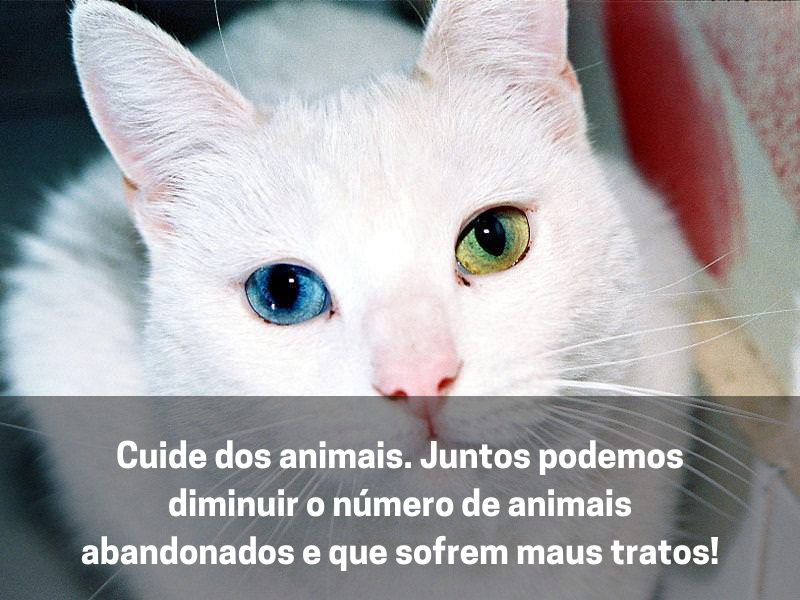 Cuide dos animais. Juntos podemos
diminuir o número de animais
abandonados e que sofrem maus tratos!